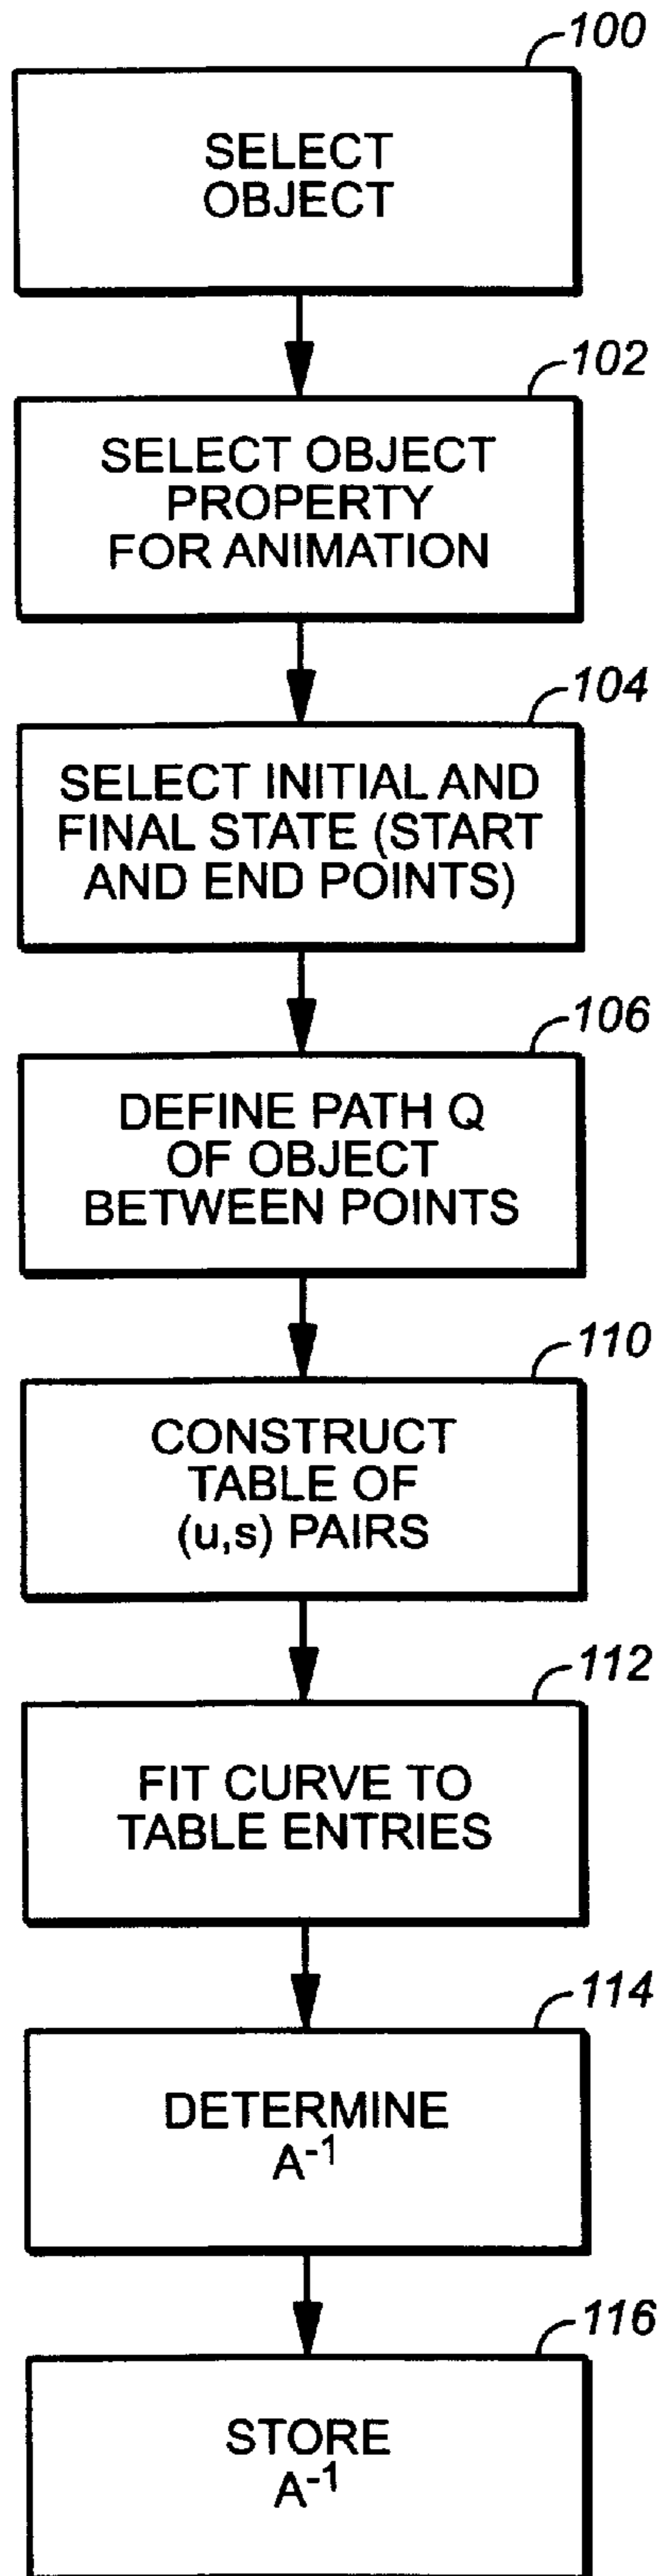 100
SELECT
OBJECT
102
SELECT OBJECT
PROPERTY
FOR ANIMATION
104
SELECT INITIAL AND
FINAL STATE (START
AND END POINTS)
106
DEFINE PATH Q
OF OBJECT
BETWEEN POINTS
110
CONSTRUCT
TABLE OF
(u,s) PAIRS
112
FIT CURVE TO
TABLE ENTRIES
114
DETERMINE
A⁻¹
116
STORE
A⁻¹